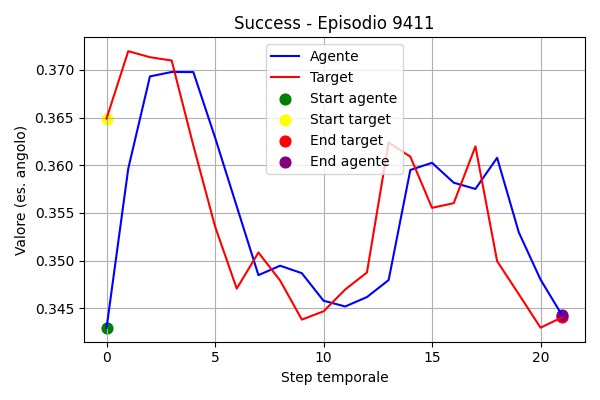 Success - Episodio 9411
Agente
Target
Start agente
Start target
End target
End agente
Valore (es. angolo)
0.370
0.365
0.360
0.355
0.350
0.345
0 5 10 15 20
Step temporale